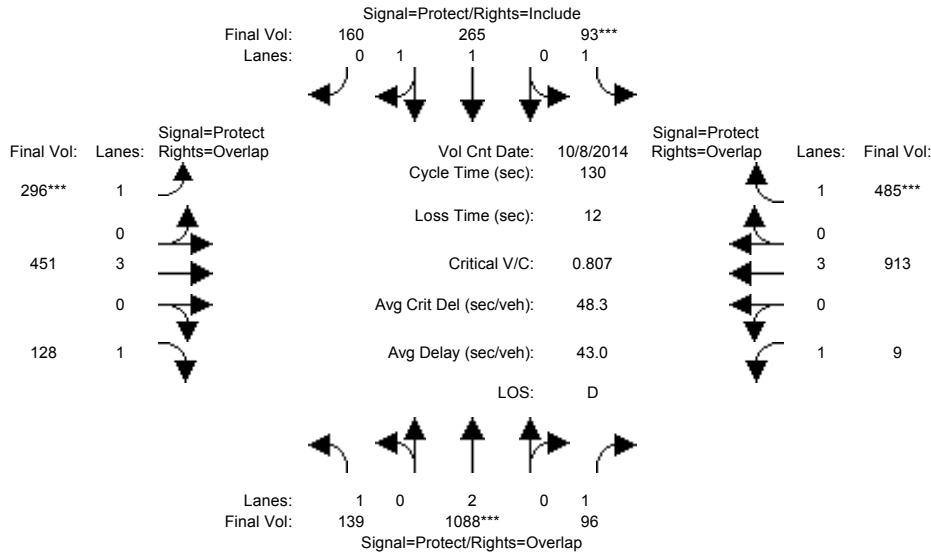 Signal=Protect/Rights=Include
Final Vol: 160 265 93***
Lanes: 0 1 1 0 1
Signal=Protect Signal=Protect
Final Vol: Lanes: Rights=Overlap Vol Cnt Date: 10/8/2014 Rights=Overlap Lanes: Final Vol:
Cycle Time (sec): 130
296*** 1 1 485***
Loss Time (sec): 12
0 0
451 3 Critical V/C: 0.807 3 913
0 Avg Crit Del (sec/veh): 48.3 0
128 1 Avg Delay (sec/veh): 43.0 1 9
LOS: D
Lanes: 1 0 2 0 1
Final Vol: 139 1088*** 96
Signal=Protect/Rights=Overlap